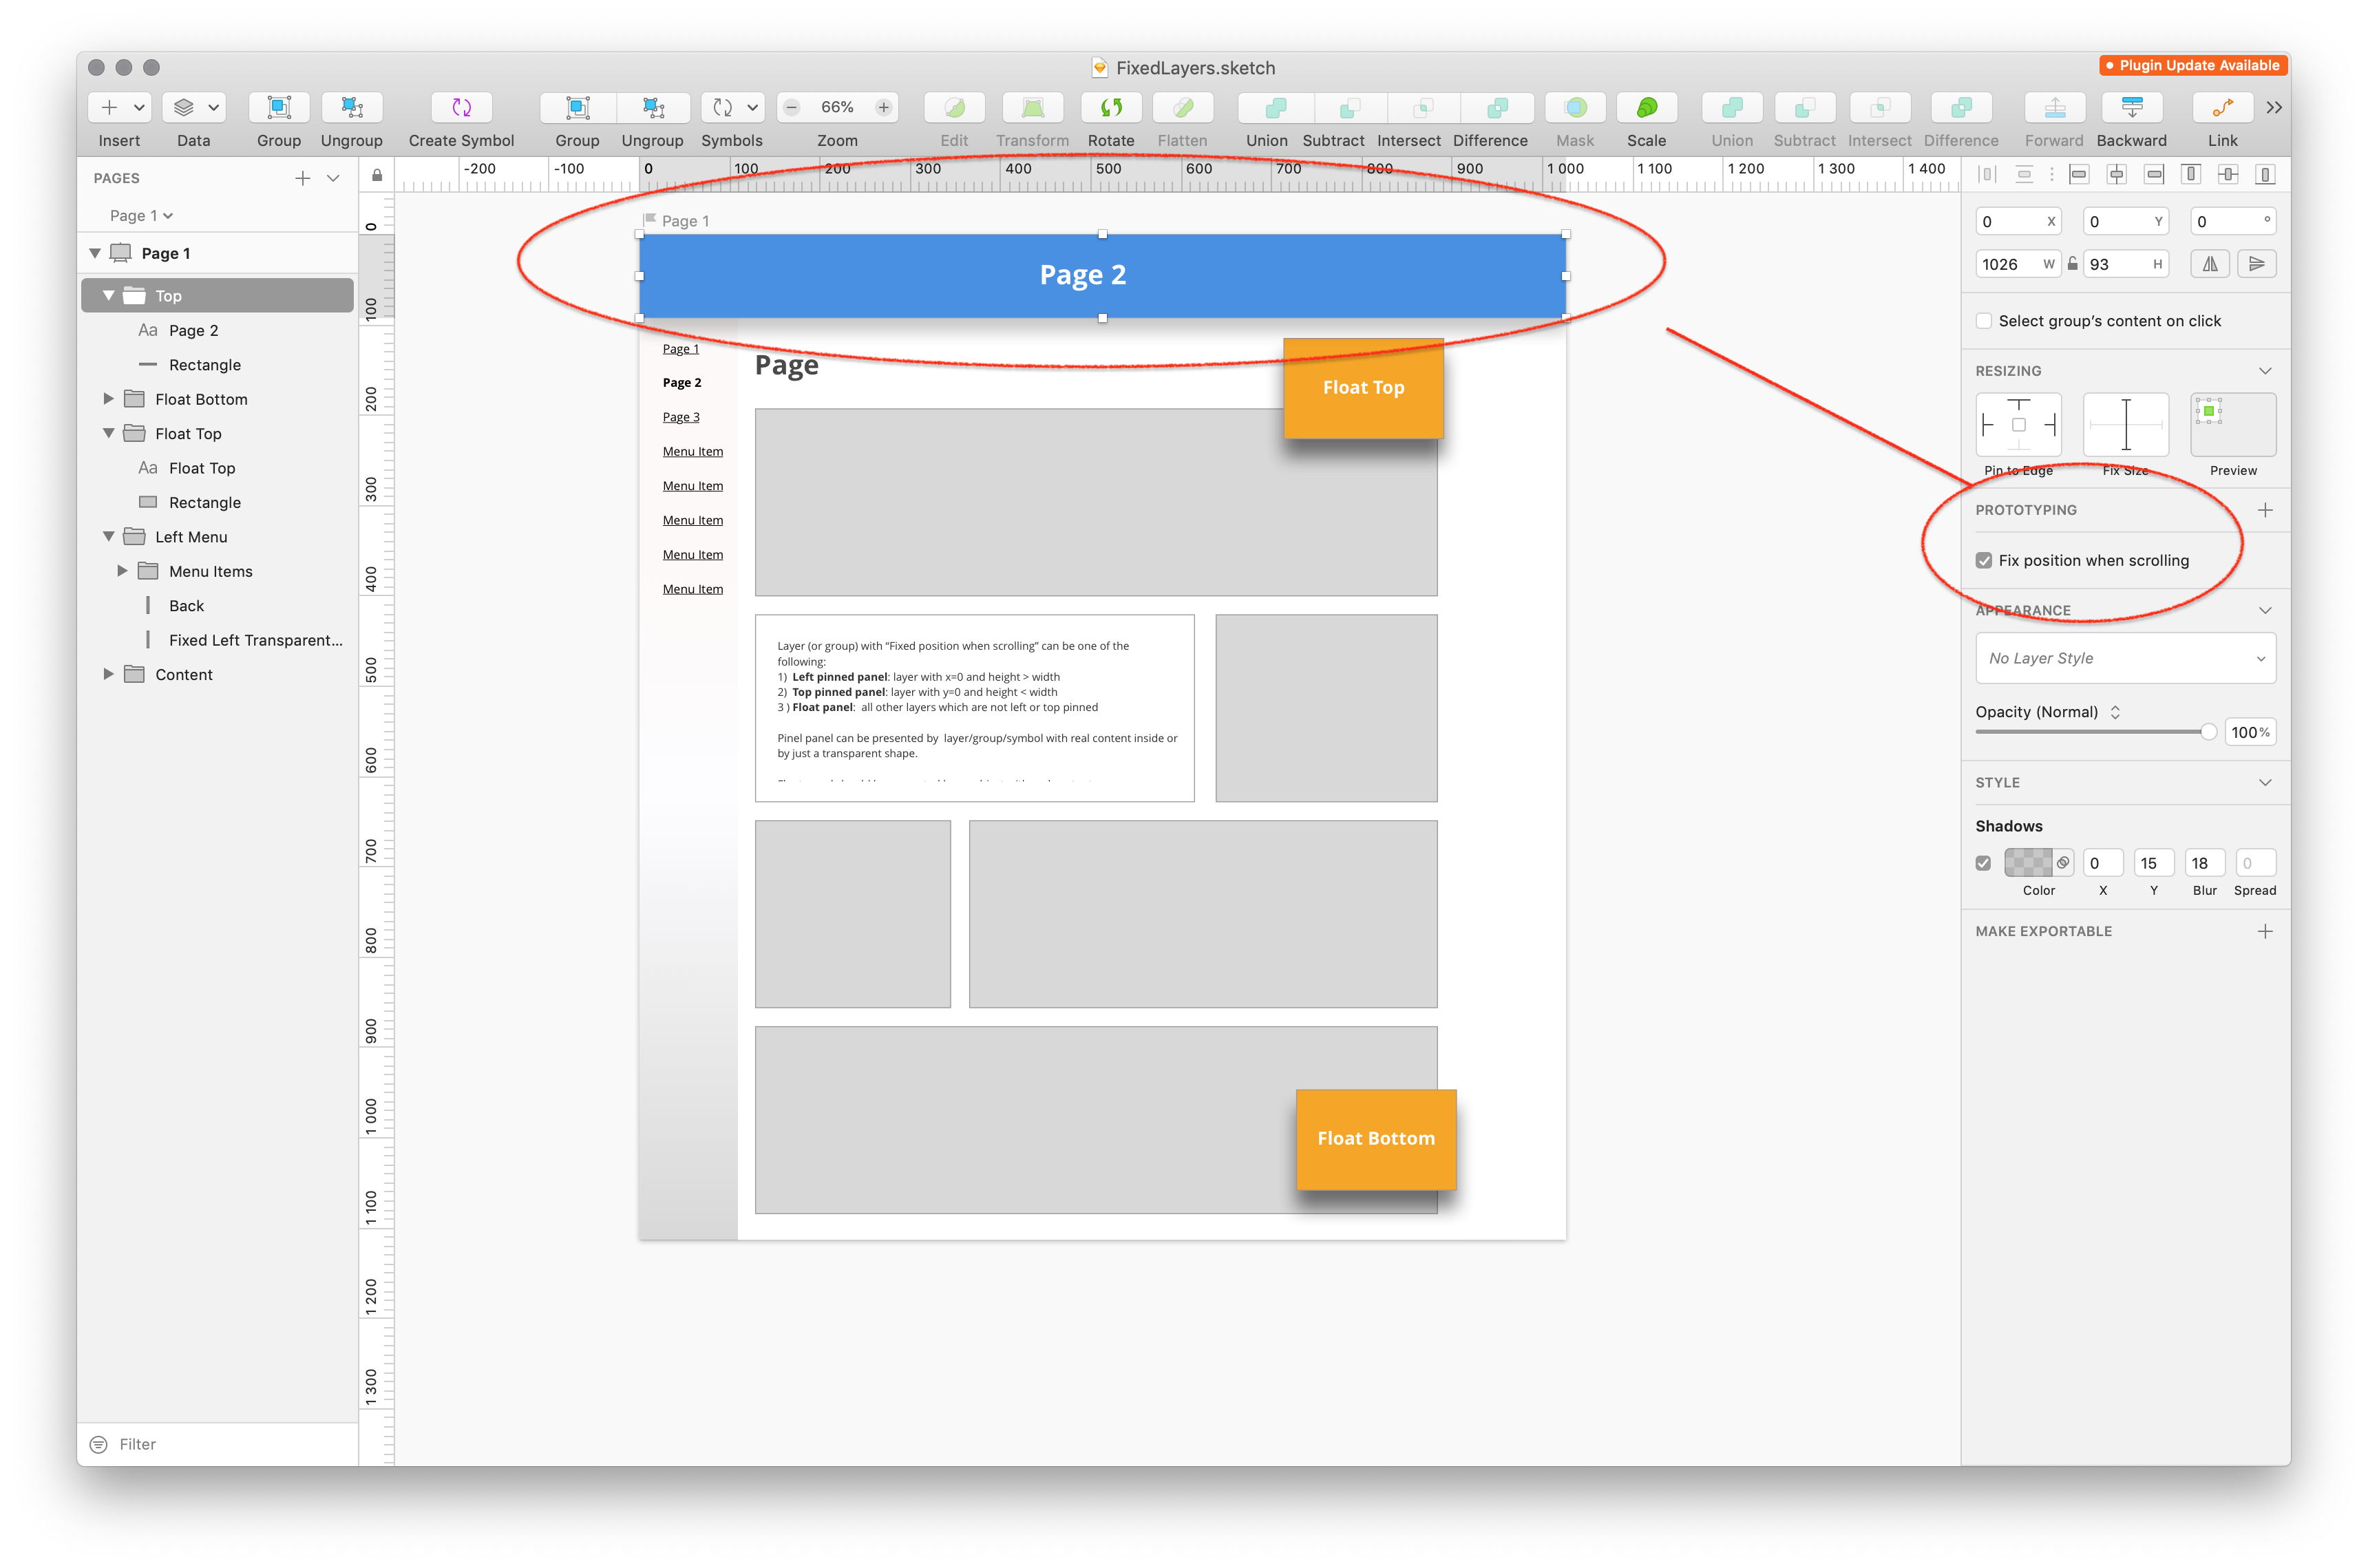 FixedLayers.sketch
Plugin Update Available
66%
Insert Data Group Ungroup Create Symbol Group Ungroup Symbols Zoom Edit Transform Rotate Flatten Union Subtract Intersect Difference Mask Scale Union Subtract Intersect Difference Forward Backward Link
PAGES
Page 1
Page 1
Top
Aa Page 2
Rectangle
Float Bottom
Float Top
Aa Float Top
Rectangle
Left Menu
Menu Items
Back
Fixed Left Transparent...
Content
Filter
-200 -100 0 100 200 300 400 500 600 700 800 900 1 000 1 100 1 200 1 300 1 400
0
100
200
300
400
500
600
700
800
900
1 000
1 100
1 200
1 300
Page 1
Page 2
Page 1
Page 2
Page 3
Menu Item
Menu Item
Menu Item
Menu Item
Menu Item
Page
Float Top
Layer (or group) with “Fixed position when scrolling” can be one of the
following:
1) Left pinned panel: layer with x=0 and height > width
2) Top pinned panel: layer with y=0 and height < width
3 ) Float panel: all other layers which are not left or top pinned
Pinel panel can be presented by layer/group/symbol with real content inside or
by just a transparent shape.
Float Bottom
0 X 0 Y 0 °
1026 W 93 H
Select group’s content on click
RESIZING
Pin to Edge Fix Size Preview
PROTOTYPING
Fix position when scrolling
APPEARANCE
No Layer Style
Opacity (Normal)
100%
STYLE
Shadows
0 15 18 0
Color X Y Blur Spread
MAKE EXPORTABLE